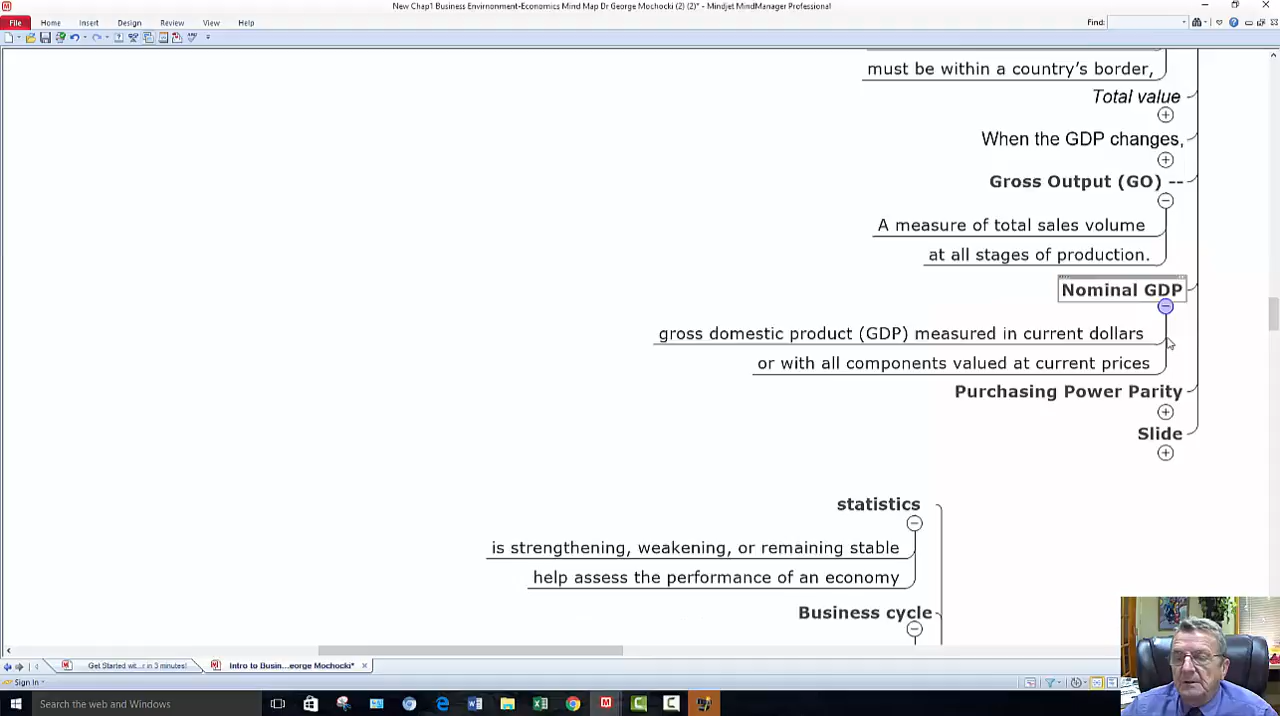 New Chap1 Business Envirornment-Economics Mind Map Dr George Mochocki (2) (2)* - Mindjet MindManager Professional
File Home Insert Design Review View Help Find:
must be within a country’s border,
Total value
When the GDP changes,
Gross Output (GO) --
A measure of total sales volume
at all stages of production.
Nominal GDP
gross domestic product (GDP) measured in current dollars
or with all components valued at current prices
Purchasing Power Parity
Slide
statistics
is strengthening, weakening, or remaining stable
help assess the performance of an economy
Business cycle
Get Started wit...r in 3 minutes! Intro to Busin...eorge Mochocki*
Sign In
Search the web and Windows